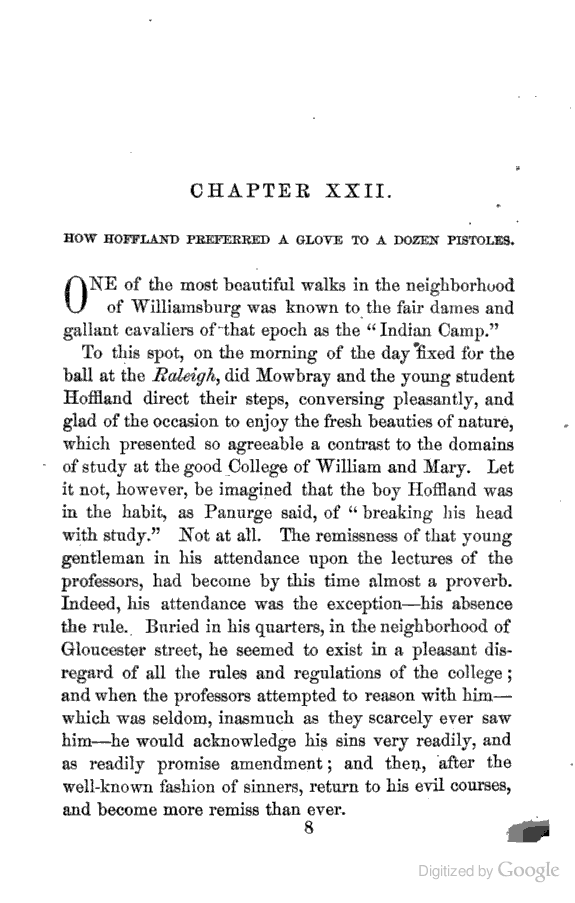 CHAPTER XXII.
HOW HOFFLAND PREFERRED A GLOVE TO A DOZEN PISTOLES.
ONE of the most beautiful walks in the neighborhood
of Williamsburg was known to the fair dames and
gallant cavaliers of that epoch as the “Indian Camp.”
To this spot, on the morning of the day fixed for the
ball at the Raleigh, did Mowbray and the young student
Hoffland direct their steps, conversing pleasantly, and
glad of the occasion to enjoy the fresh beauties of nature,
which presented so agreeable a contrast to the domains
of study at the good College of William and Mary. Let
it not, however, be imagined that the boy Hoffland was
in the habit, as Panurge said, of “breaking his head
with study.” Not at all. The remissness of that young
gentleman in his attendance upon the lectures of the
professors, had become by this time almost a proverb.
Indeed, his attendance was the exception—his absence
the rule. Buried in his quarters, in the neighborhood of
Gloucester street, he seemed to exist in a pleasant dis-
regard of all the rules and regulations of the college;
and when the professors attempted to reason with him—
which was seldom, inasmuch as they scarcely ever saw
him—he would acknowledge his sins very readily, and
as readily promise amendment; and then, after the
well-known fashion of sinners, return to his evil courses,
and become more remiss than ever.
8
Digitized by Google